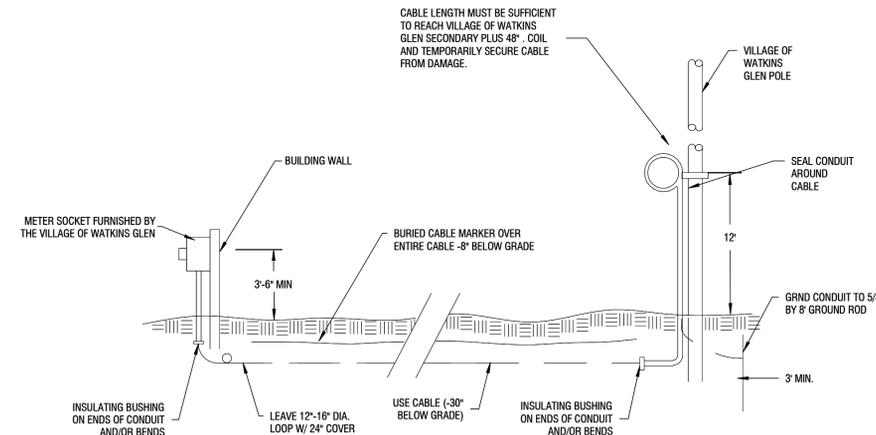 CABLE LENGTH MUST BE SUFFICIENT
TO REACH VILLAGE OF WATKINS
GLEN SECONDARY PLUS 48" . COIL
AND TEMPORARILY SECURE CABLE
FROM DAMAGE.
VILLAGE OF
WATKINS
GLEN POLE
BUILDING WALL
SEAL CONDUIT
AROUND
CABLE
METER SOCKET FURNISHED BY
THE VILLAGE OF WATKINS GLEN
BURIED CABLE MARKER OVER
ENTIRE CABLE -8" BELOW GRADE
12'
3'-6" MIN
GRND CONDUIT TO 5/
BY 8' GROUND ROD
3' MIN.
INSULATING BUSHING
ON ENDS OF CONDUIT
AND/OR BENDS
LEAVE 12"-16" DIA.
LOOP W/ 24" COVER
USE CABLE (-30"
BELOW GRADE)
INSULATING BUSHING
ON ENDS OF CONDUIT
AND/OR BENDS